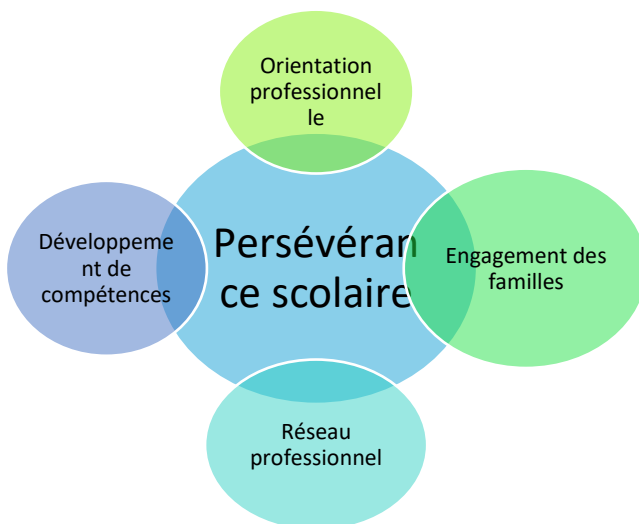 Orientation
professionnel
le
Développeme
nt de
compétences
Persévéran
ce scolaire
Engagement des
familles
Réseau
professionnel